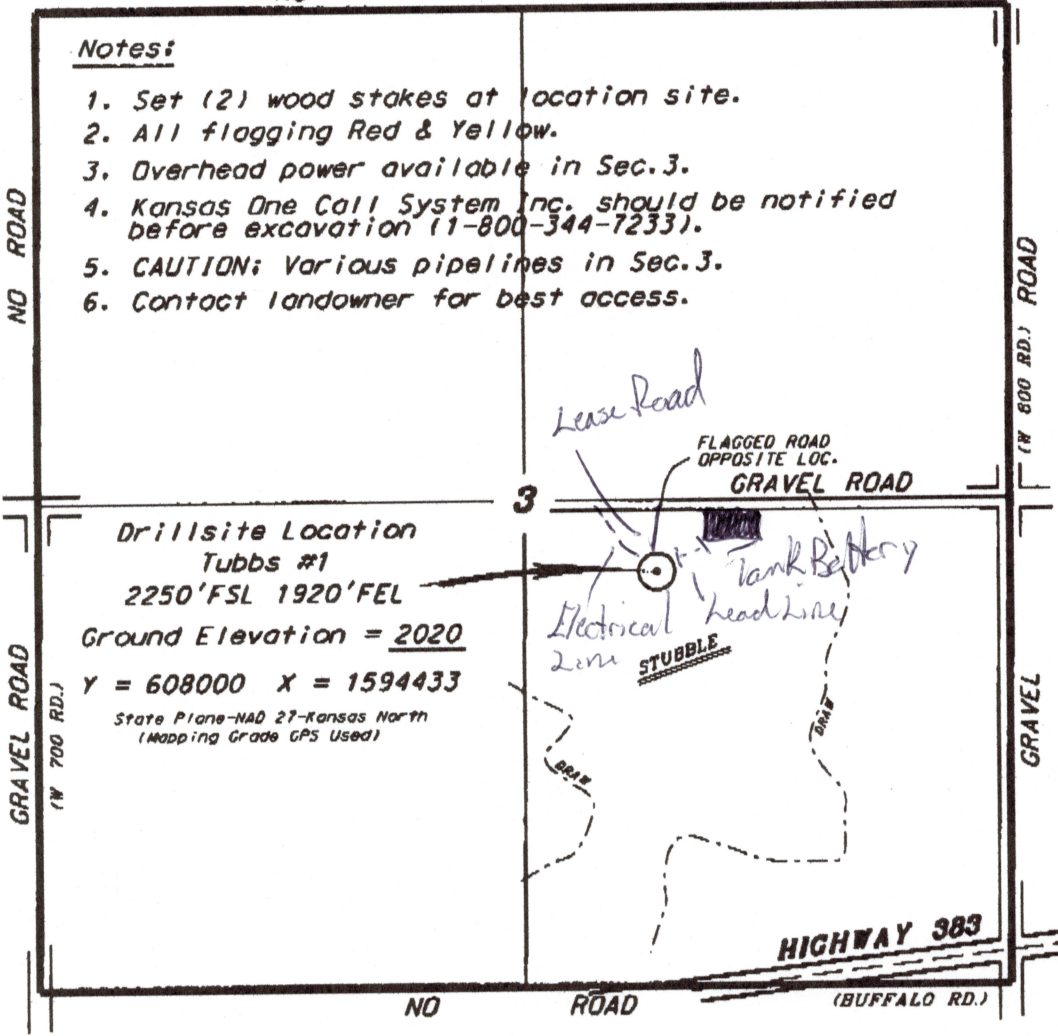 Notes:
1. Set (2) wood stakes at location site.
2. All flagging Red & Yellow.
3. Overhead power available in Sec.3.
4. Kansas One Call System Inc. should be notified
before excavation (1-800-344-7233).
5. CAUTION: Various pipelines in Sec.3.
6. Contact landowner for best access.
NO ROAD
(W 800 RD.) ROAD
Lease Road
FLAGGED ROAD
OPPOSITE LOC.
GRAVEL ROAD
3
Drillsite Location
Tubbs #1
2250'FSL 1920'FEL
Ground Elevation = 2020
Y = 608000 X = 1594433
State Plane-NAD 27-Kansas North
(Mapping Grade GPS Used)
Tank Battery
Lead Line
Electrical
Line
STUBBLE
DRAW
DRAW
GRAVEL ROAD
(W 700 RD.)
GRAVEL
HIGHWAY 383
NO ROAD
(BUFFALO RD.)